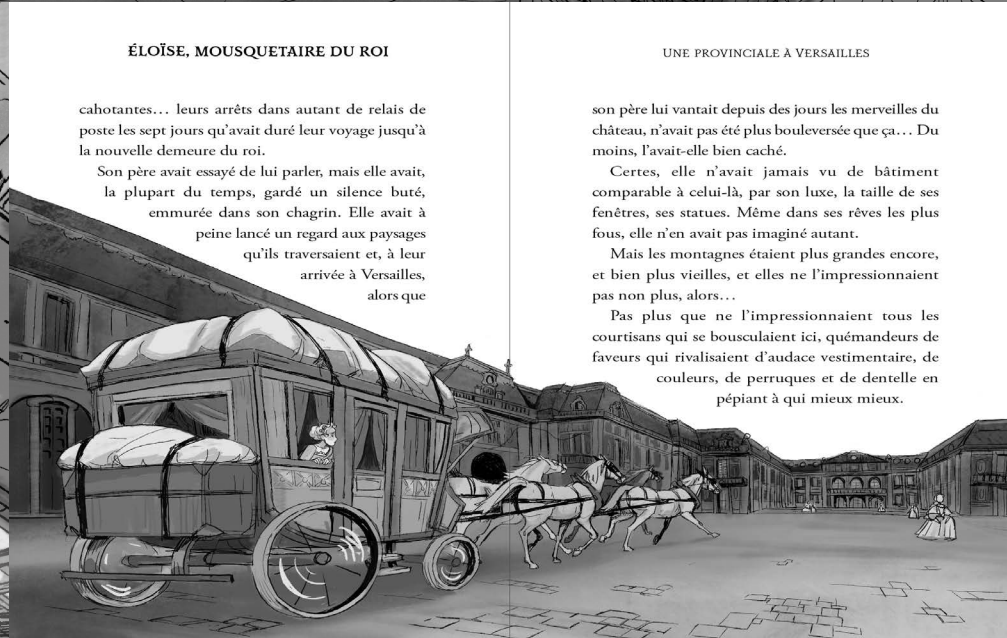 ÉLOÏSE, MOUSQUETAIRE DU ROI
cahotantes… leurs arrêts dans autant de relais de
poste les sept jours qu’avait duré leur voyage jusqu’à
la nouvelle demeure du roi.
Son père avait essayé de lui parler, mais elle avait,
la plupart du temps, gardé un silence buté,
emmurée dans son chagrin. Elle avait à
peine lancé un regard aux paysages
qu’ils traversaient et, à leur
arrivée à Versailles,
alors que
UNE PROVINCIALE À VERSAILLES
son père lui vantait depuis des jours les merveilles du
château, n’avait pas été plus bouleversée que ça… Du
moins, l’avait-elle bien caché.
Certes, elle n’avait jamais vu de bâtiment
comparable à celui-là, par son luxe, la taille de ses
fenêtres, ses statues. Même dans ses rêves les plus
fous, elle n’en avait pas imaginé autant.
Mais les montagnes étaient plus grandes encore,
et bien plus vieilles, et elles ne l’impressionnaient
pas non plus, alors…
Pas plus que ne l’impressionnaient tous les
courtisans qui se bousculaient ici, quémandeurs de
faveurs qui rivalisaient d’audace vestimentaire, de
couleurs, de perruques et de dentelle en
pépiant à qui mieux mieux.